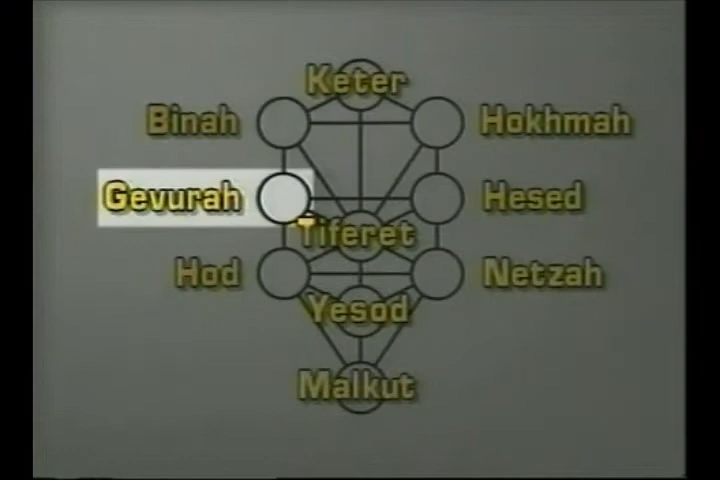 Keter
Binah
Hokhmah
Gevurah
Hesed
Tiferet
Hod
Netzah
Yesod
Malkut